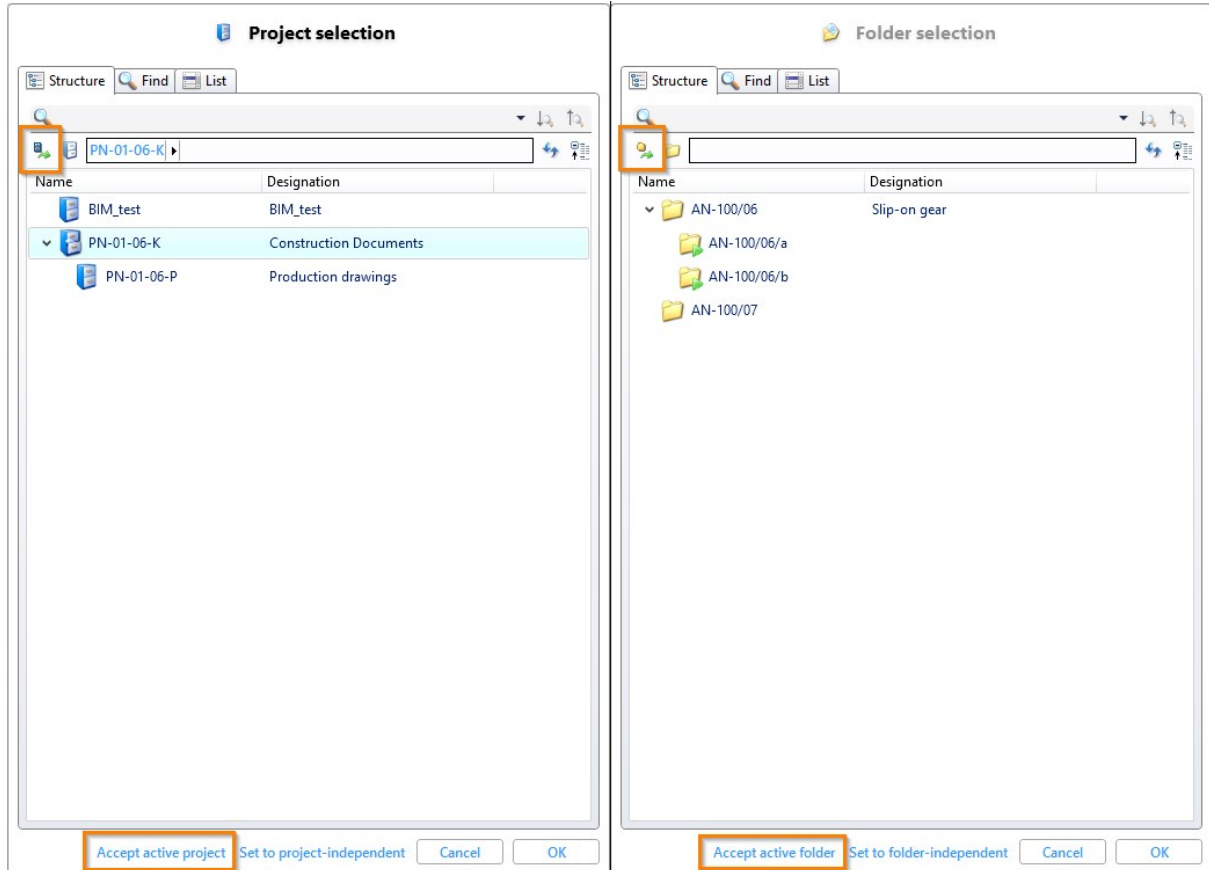 Project selection
Structure Find List
PN-01-06-K
Name Designation
BIM_test BIM_test
PN-01-06-K Construction Documents
PN-01-06-P Production drawings
Accept active project Set to project-independent Cancel OK
Folder selection
Structure Find List
Name Designation
AN-100/06 Slip-on gear
AN-100/06/a
AN-100/06/b
AN-100/07
Accept active folder Set to folder-independent Cancel OK